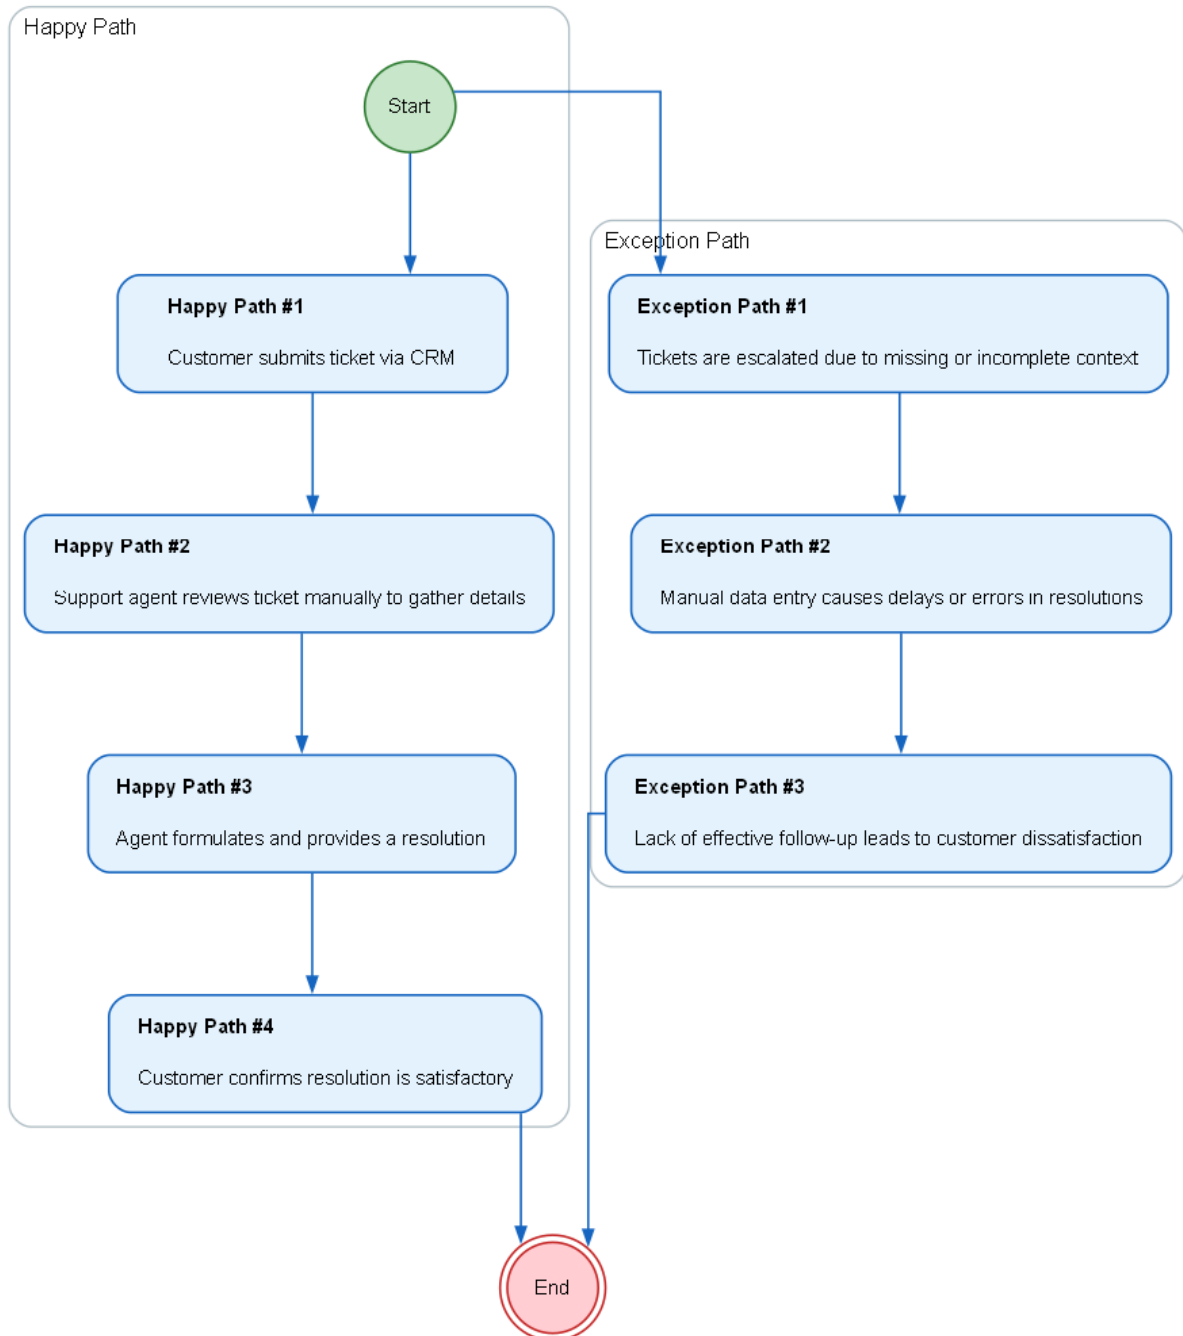 Happy Path
Start
Happy Path #1
Customer submits ticket via CRM
Happy Path #2
Support agent reviews ticket manually to gather details
Happy Path #3
Agent formulates and provides a resolution
Happy Path #4
Customer confirms resolution is satisfactory
Exception Path
Exception Path #1
Tickets are escalated due to missing or incomplete context
Exception Path #2
Manual data entry causes delays or errors in resolutions
Exception Path #3
Lack of effective follow-up leads to customer dissatisfaction
End